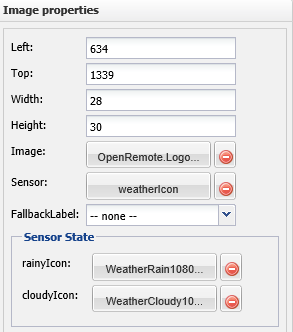 Image properties
Left: 634
Top: 1339
Width: 28
Height: 30
Image: OpenRemote.Logo...
Sensor: weatherIcon
FallbackLabel: -- none --
Sensor State
rainyIcon: WeatherRain1080...
cloudyIcon: WeatherCloudy10...